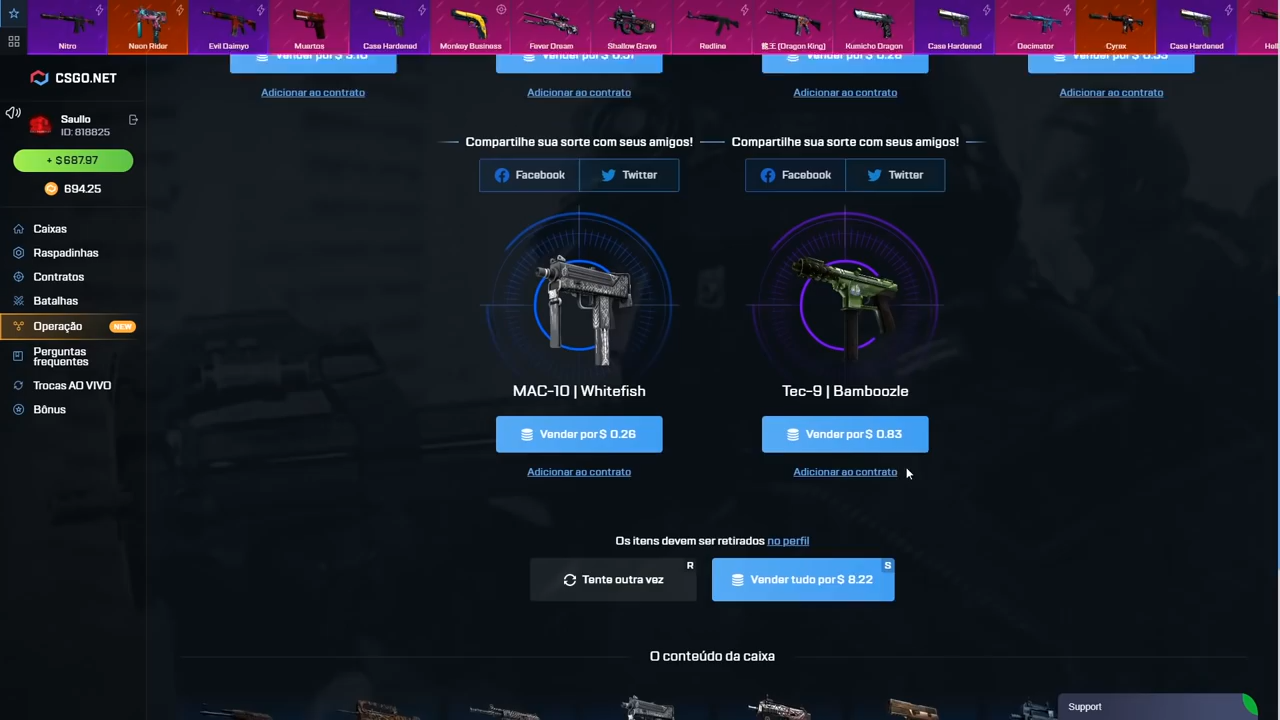 Nitro
Neon Rider
Evil Daimyo
Muertos
Case Hardened
Monkey Business
Fever Dream
Shallow Grave
Redline
Kumicho Dragon
Case Hardened
Decimator
Cyrex
Case Hardened
CSGO.NET
Saullo
ID: 818825
+ $687.97
694.25
Caixas
Raspadinhas
Contratos
Batalhas
Operação NEW
Perguntas
frequentes
Trocas AO VIVO
Bônus
Adicionar ao contrato
Adicionar ao contrato
Adicionar ao contrato
Adicionar ao contrato
Compartilhe sua sorte com seus amigos!
Compartilhe sua sorte com seus amigos!
Facebook Twitter
Facebook Twitter
MAC-10 | Whitefish
Tec-9 | Bamboozle
Vender por $ 0.26
Vender por $ 0.83
Adicionar ao contrato
Adicionar ao contrato
Os itens devem ser retirados no perfil
Tente outra vez R
Vender tudo por $ 8.22 S
O conteúdo da caixa
Support